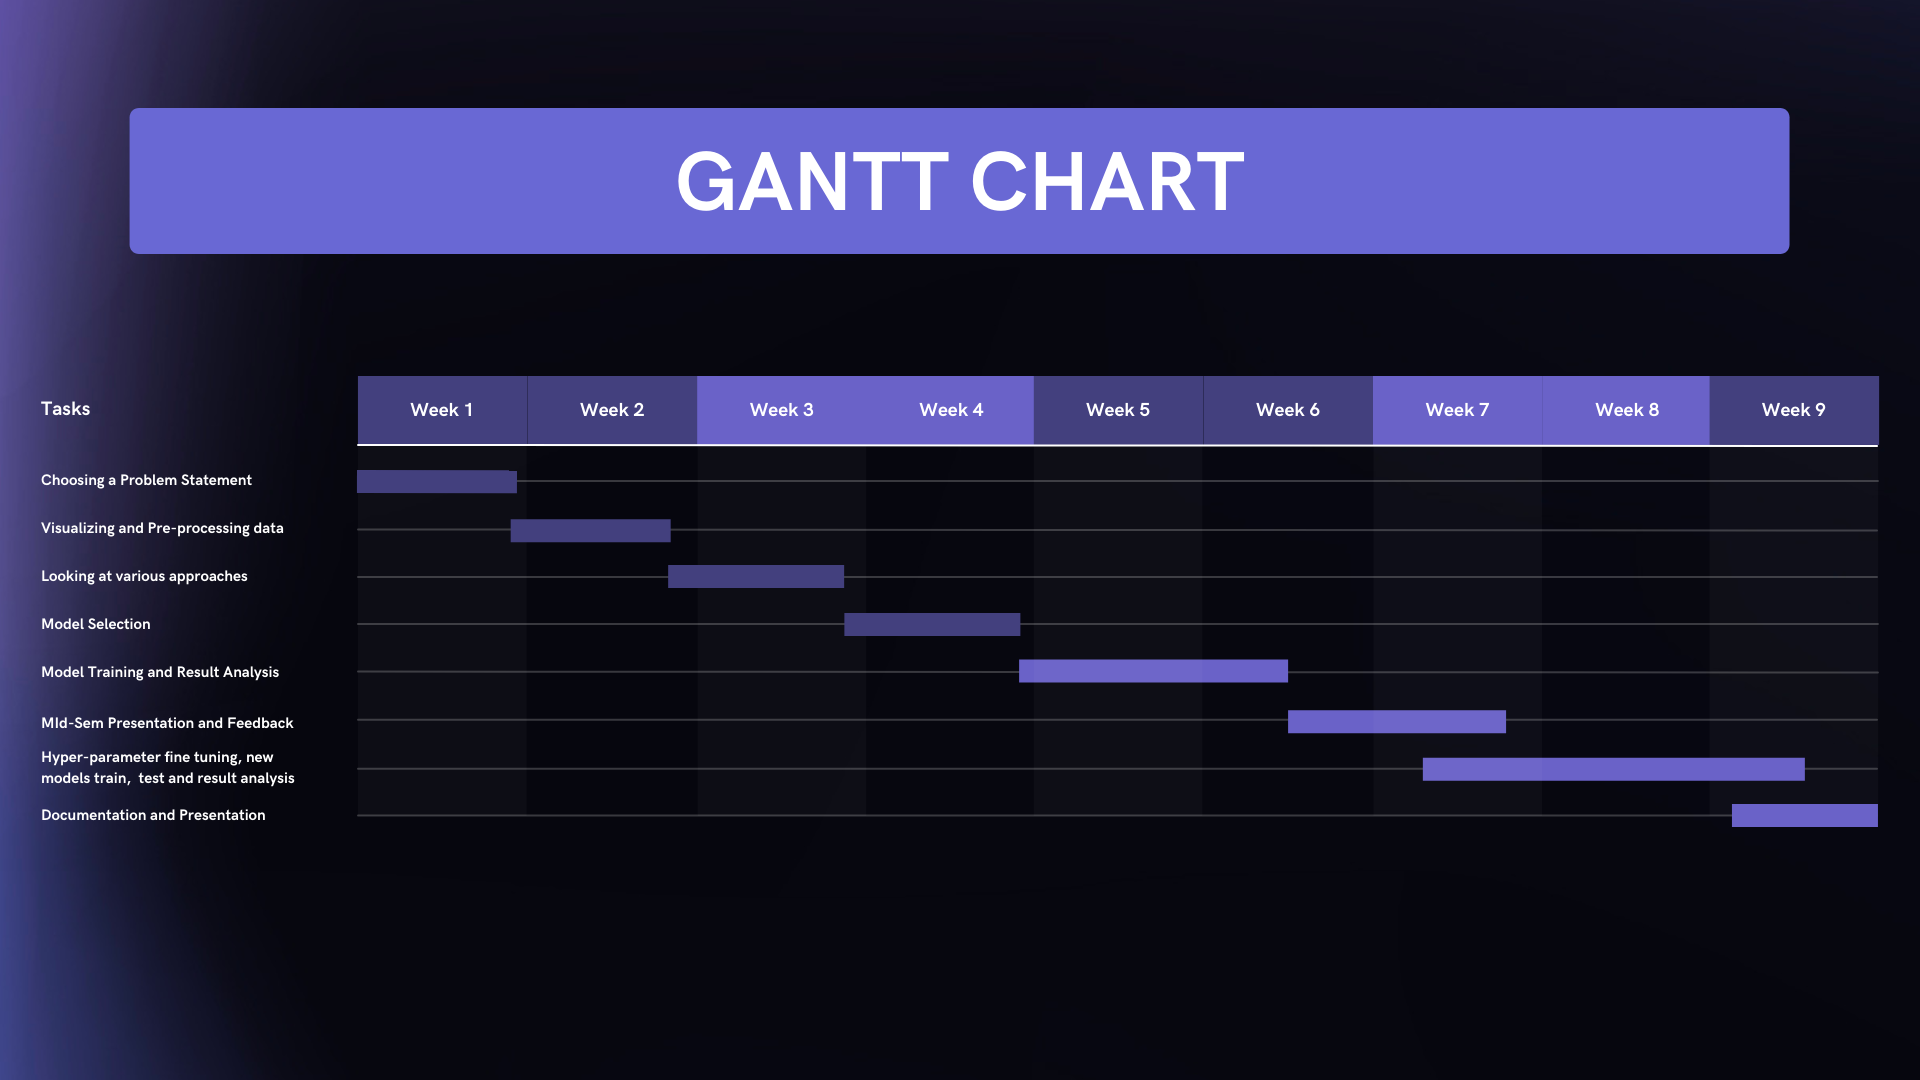 GANTT CHART
Tasks
Week 1
Week 2
Week 3
Week 4
Week 5
Week 6
Week 7
Week 8
Week 9
Choosing a Problem Statement
Visualizing and Pre-processing data
Looking at various approaches
Model Selection
Model Training and Result Analysis
MId-Sem Presentation and Feedback
Hyper-parameter fine tuning, new
models train, test and result analysis
Documentation and Presentation